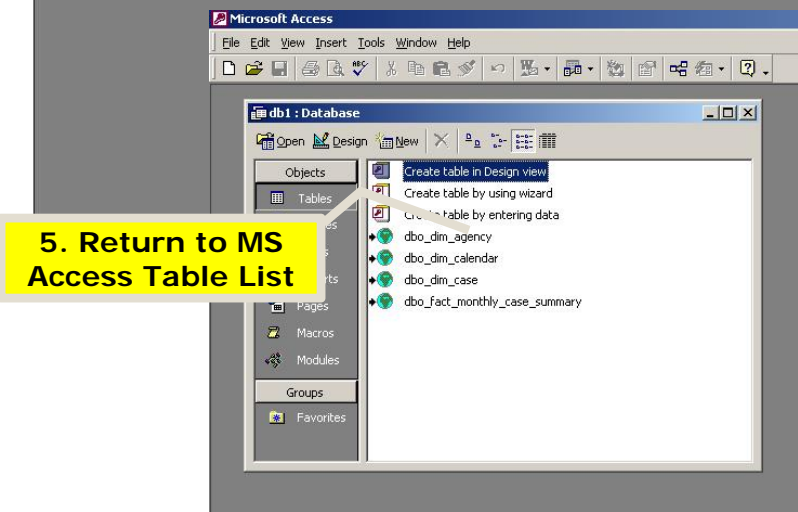 Microsoft Access
File Edit View Insert Tools Window Help
ABC
db1 : Database
Open Design New
Objects
Tables
Create table in Design view
Create table by using wizard
Create table by entering data
dbo_dim_agency
dbo_dim_calendar
dbo_dim_case
dbo_fact_monthly_case_summary
5. Return to MS
Access Table List
Pages
Macros
Modules
Groups
Favorites